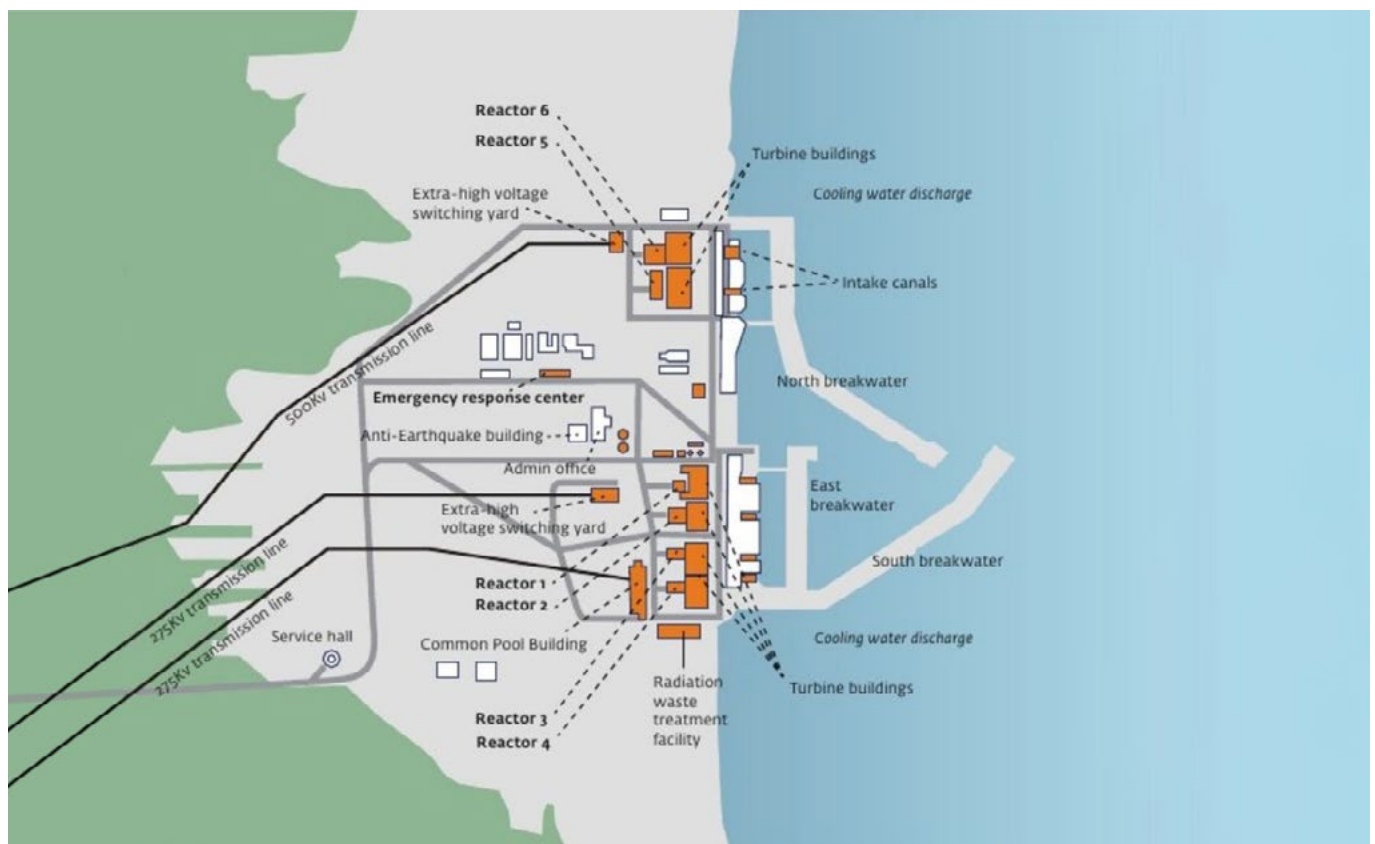 Reactor 6
Reactor 5
Turbine buildings
Extra-high voltage
switching yard
Cooling water discharge
Intake canals
500Kv transmission line
North breakwater
Emergency response center
Anti-Earthquake building
Admin office
East
breakwater
Extra-high
voltage switching yard
South breakwater
275Kv transmission line
Reactor 1
Reactor 2
275Kv transmission line
Service hall
Common Pool Building
Cooling water discharge
Radiation
waste
treatment
facility
Turbine buildings
Reactor 3
Reactor 4